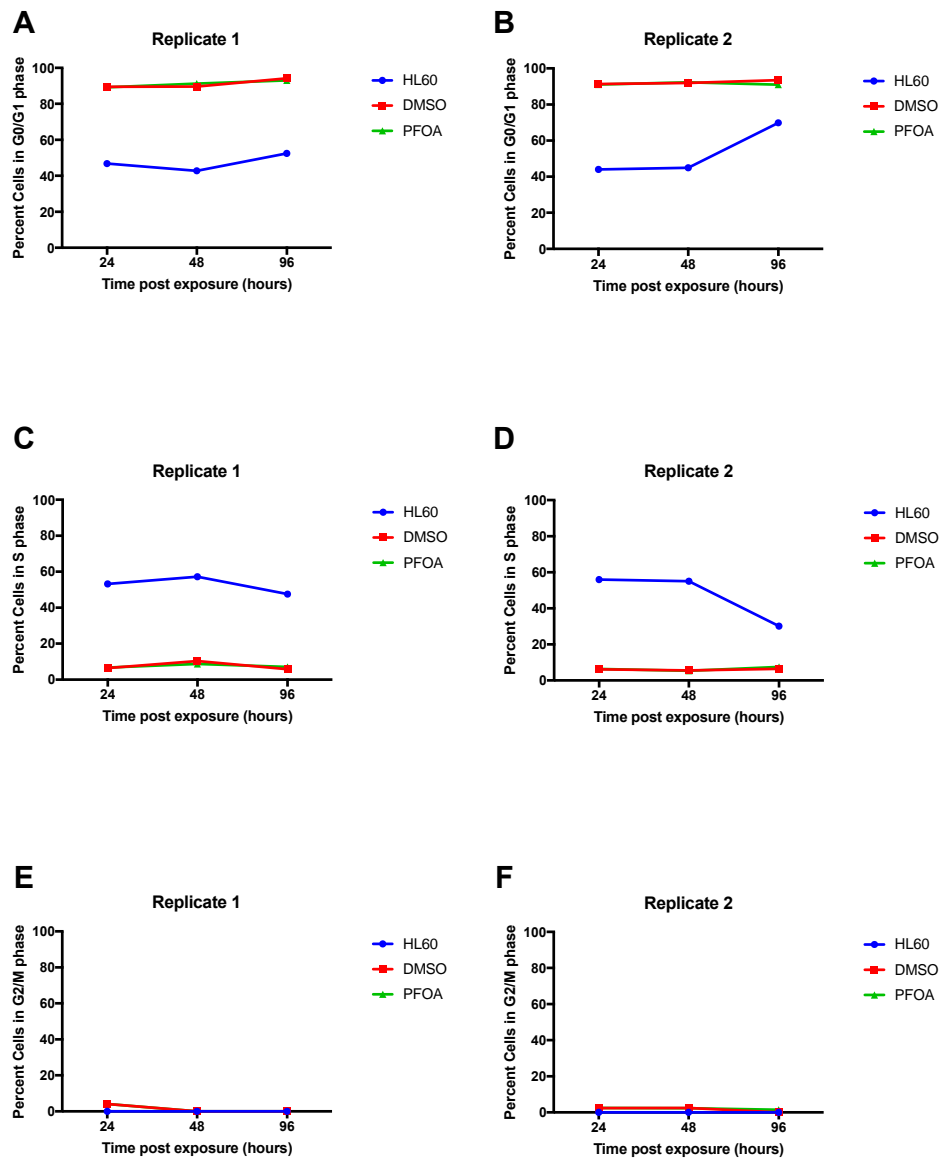 A
Replicate 1
Percent Cells in G0/G1 phase
100
80
60
40
20
0
24 48 96
Time post exposure (hours)
HL60
DMSO
PFOA
B
Replicate 2
Percent Cells in G0/G1 phase
100
80
60
40
20
0
24 48 96
Time post exposure (hours)
HL60
DMSO
PFOA
C
Replicate 1
Percent Cells in S phase
100
80
60
40
20
0
24 48 96
Time post exposure (hours)
HL60
DMSO
PFOA
D
Replicate 2
Percent Cells in S phase
100
80
60
40
20
0
24 48 96
Time post exposure (hours)
HL60
DMSO
PFOA
E
Replicate 1
Percent Cells in G2/M phase
100
80
60
40
20
0
24 48 96
Time post exposure (hours)
HL60
DMSO
PFOA
F
Replicate 2
Percent Cells in G2/M phase
100
80
60
40
20
0
24 48 96
Time post exposure (hours)
HL60
DMSO
PFOA